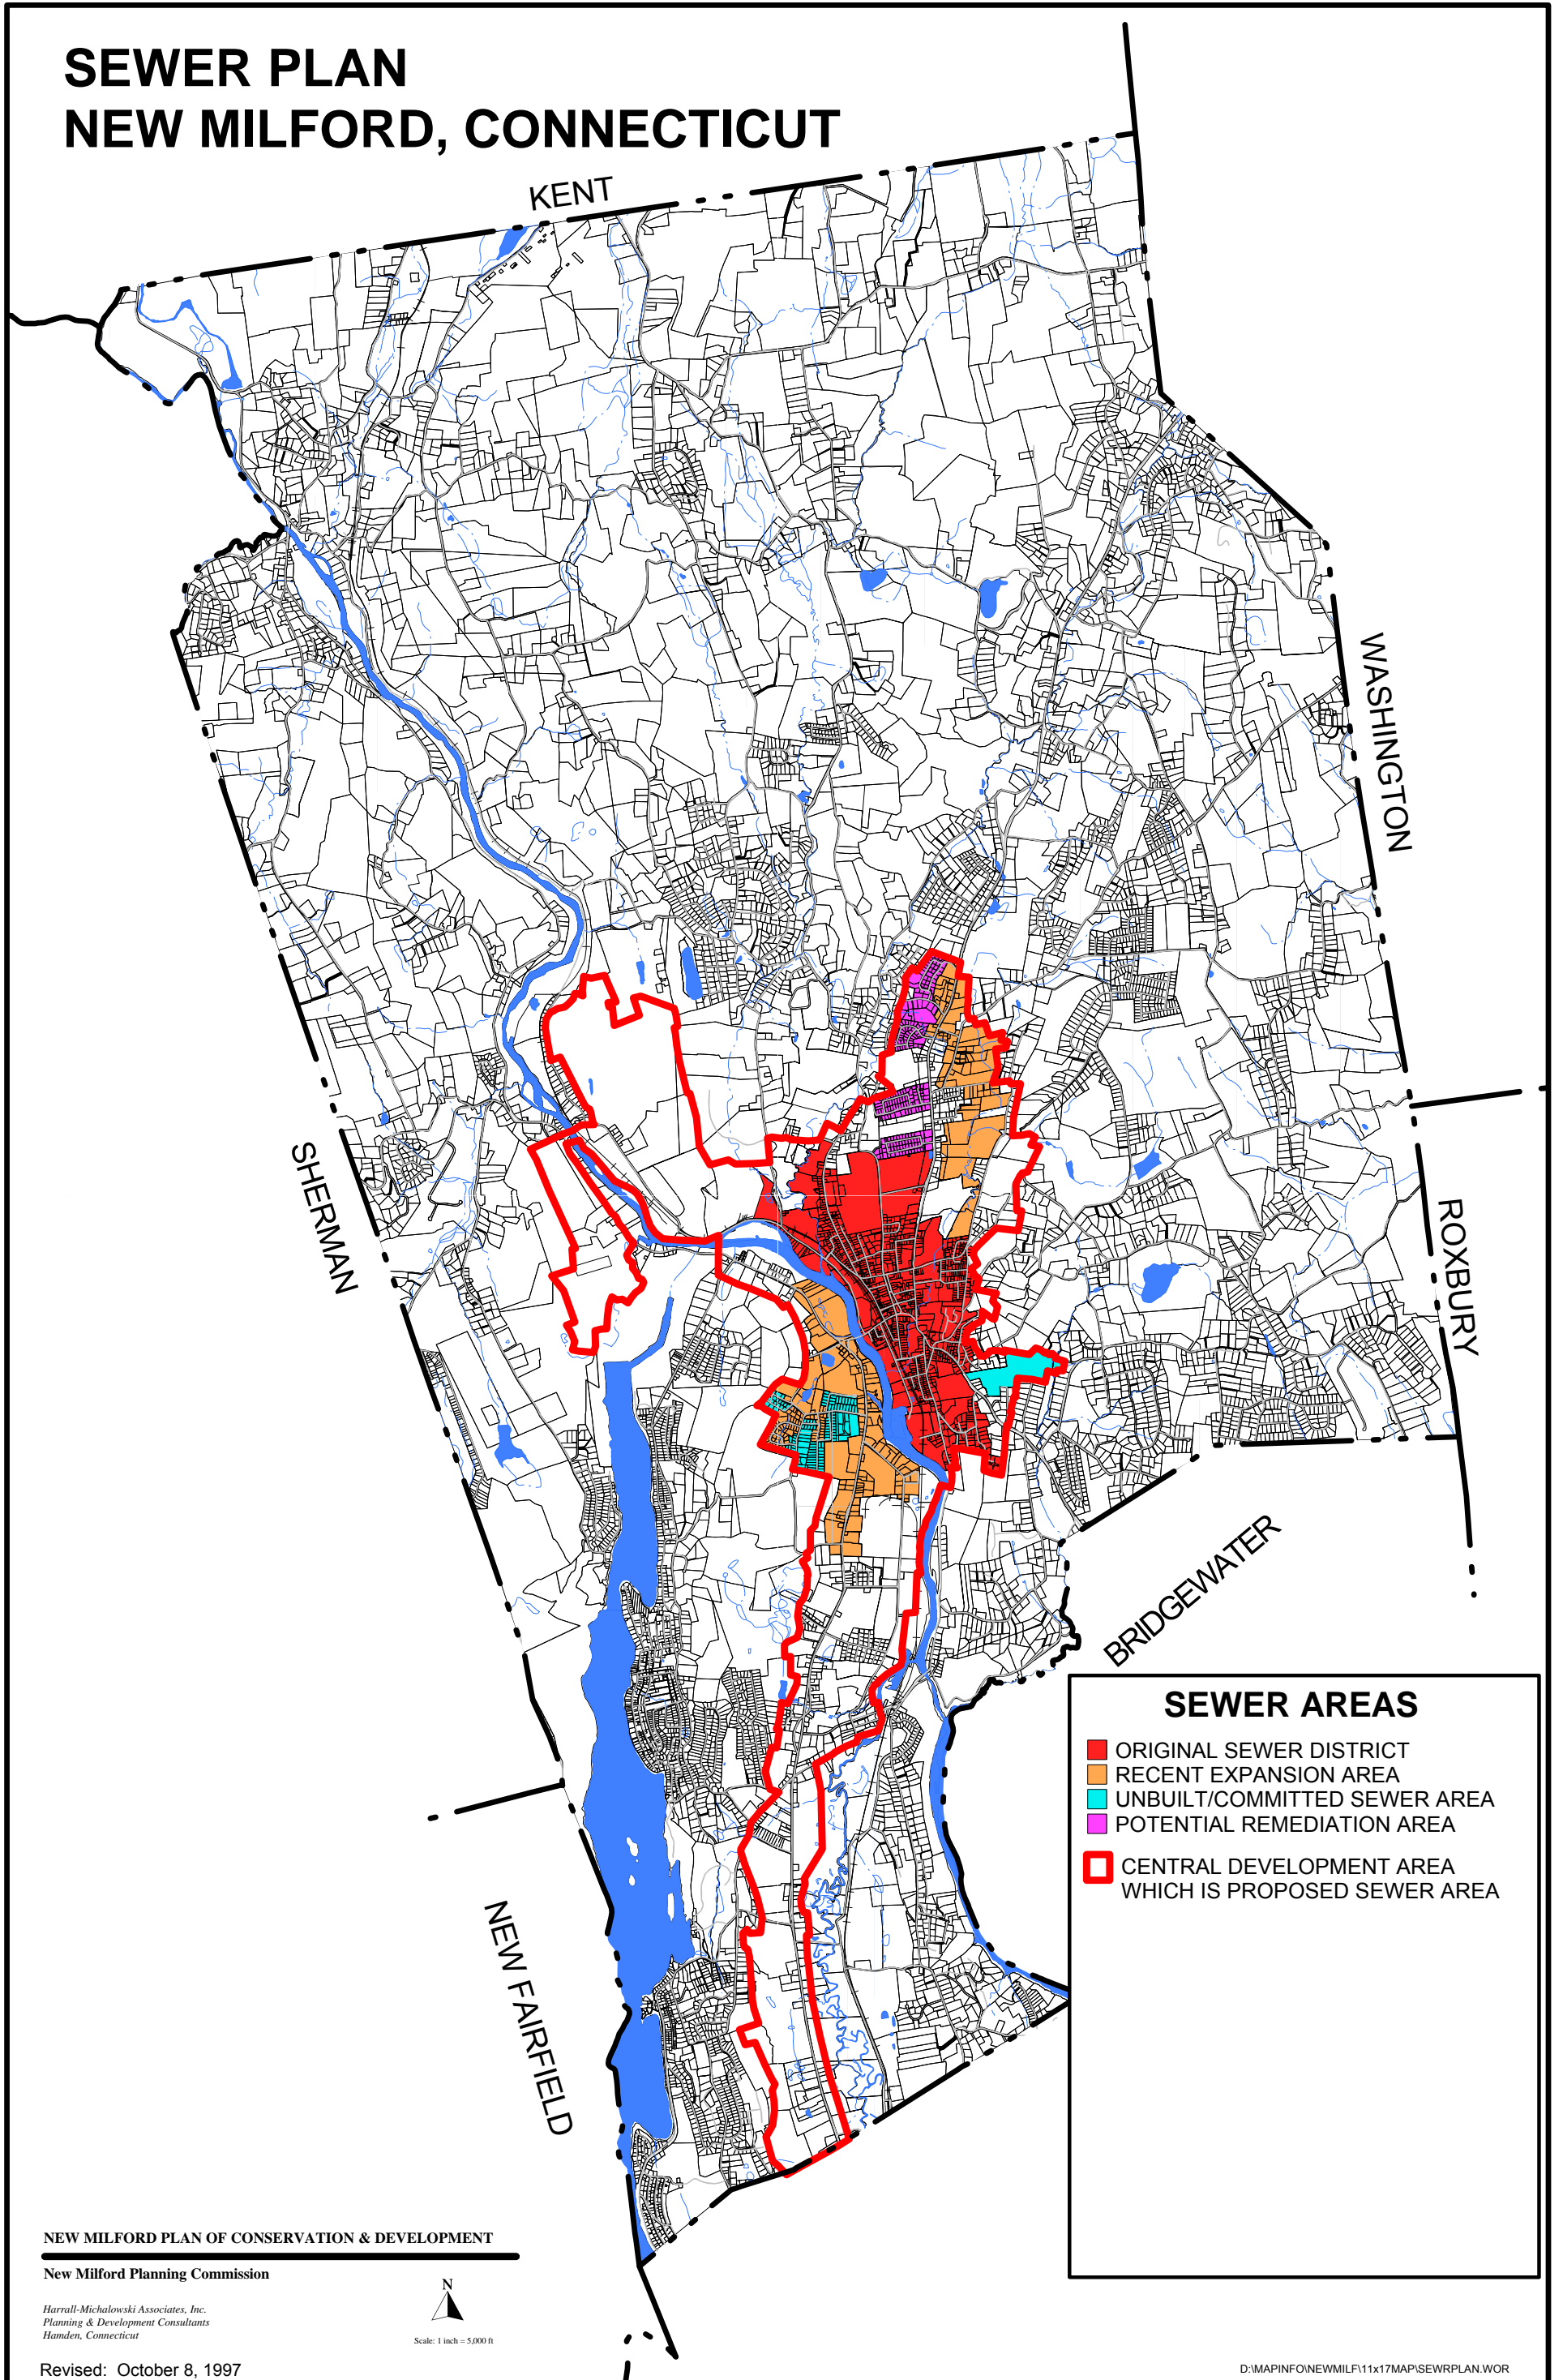 SEWER PLAN
NEW MILFORD, CONNECTICUT
KENT
WASHINGTON
SHERMAN
ROXBURY
BRIDGEWATER
NEW FAIRFIELD
SEWER AREAS
ORIGINAL SEWER DISTRICT
RECENT EXPANSION AREA
UNBUILT/COMMITTED SEWER AREA
POTENTIAL REMEDIATION AREA
CENTRAL DEVELOPMENT AREA
WHICH IS PROPOSED SEWER AREA
NEW MILFORD PLAN OF CONSERVATION & DEVELOPMENT
New Milford Planning Commission
Harrall-Michalowski Associates, Inc.
Planning & Development Consultants
Hamden, Connecticut
N
Scale: 1 inch = 5,000 ft
Revised: October 8, 1997
D:\MAPINFO\NEWMILF\11x17MAP\SEWRPLAN.WOR